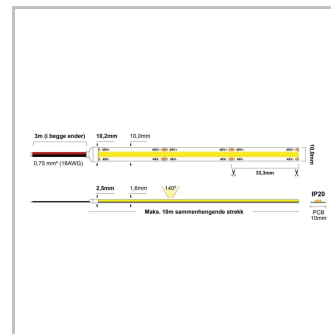 3m (i begge ender)
0,75 mm² (18AWG)
10,2mm
10,0mm
10,0mm
33,3mm
2,5mm
1,6mm
140°
Maks. 10m sammenhengende strekk
IP20
PCB
10mm